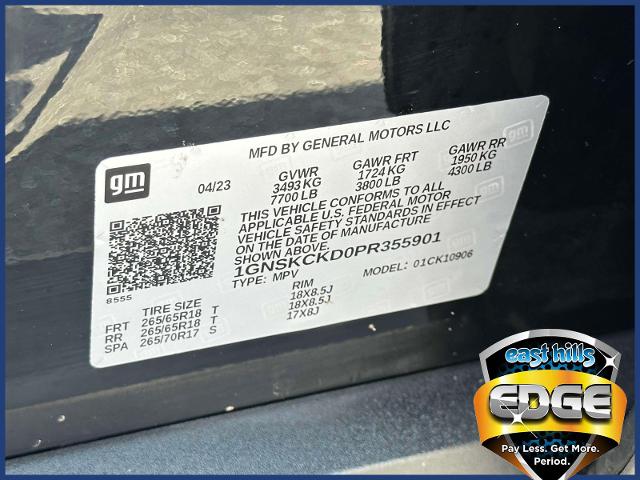 MFD BY GENERAL MOTORS LLC
gm
04/23
GVWR GAWR FRT GAWR RR
3493 KG 1724 KG 1950 KG
7700 LB 3800 LB 4300 LB
THIS VEHICLE CONFORMS TO ALL
APPLICABLE U.S. FEDERAL MOTOR
VEHICLE SAFETY STANDARDS IN EFFECT
ON THE DATE OF MANUFACTURE
SHOWN ABOVE.
1GNSKCKD0PR355901
TYPE: MPV MODEL: 01CK10906
8555
TIRE SIZE RIM
FRT 265/65R18 T 18X8.5J
RR 265/65R18 T 18X8.5J
SPA 265/70R17 S 17X8J
east hills
EDGE
Pay Less. Get More.
Period.